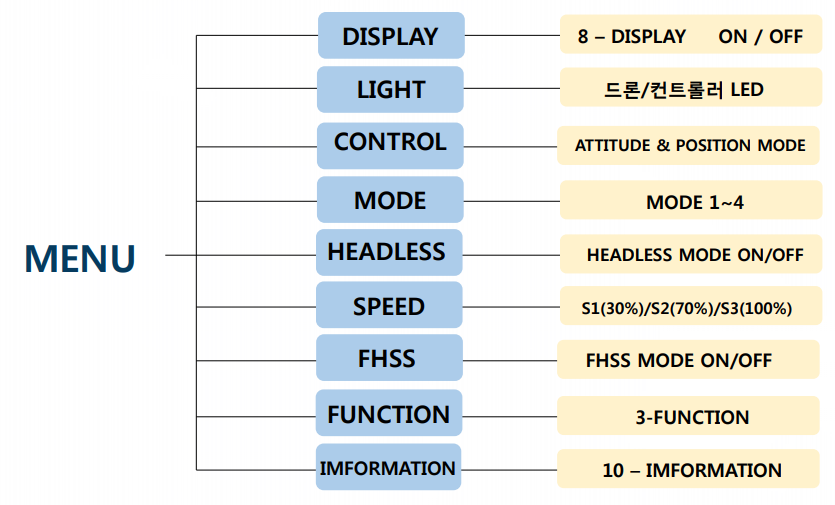 DISPLAY
8 – DISPLAY ON / OFF
LIGHT
드론/컨트롤러 LED
CONTROL
ATTITUDE & POSITION MODE
MODE
MODE 1~4
MENU
HEADLESS
HEADLESS MODE ON/OFF
SPEED
S1(30%)/S2(70%)/S3(100%)
FHSS
FHSS MODE ON/OFF
FUNCTION
3-FUNCTION
IMFORMATION
10 – IMFORMATION